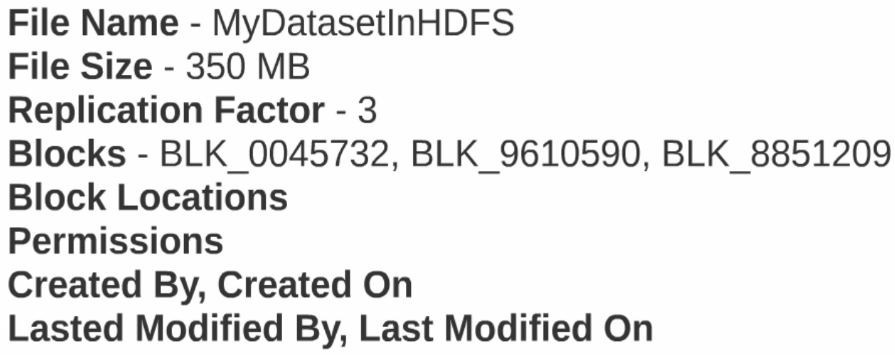 File Name - MyDatasetInHDFS
File Size - 350 MB
Replication Factor - 3
Blocks - BLK_0045732, BLK_9610590, BLK_8851209
Block Locations
Permissions
Created By, Created On
Lasted Modified By, Last Modified On